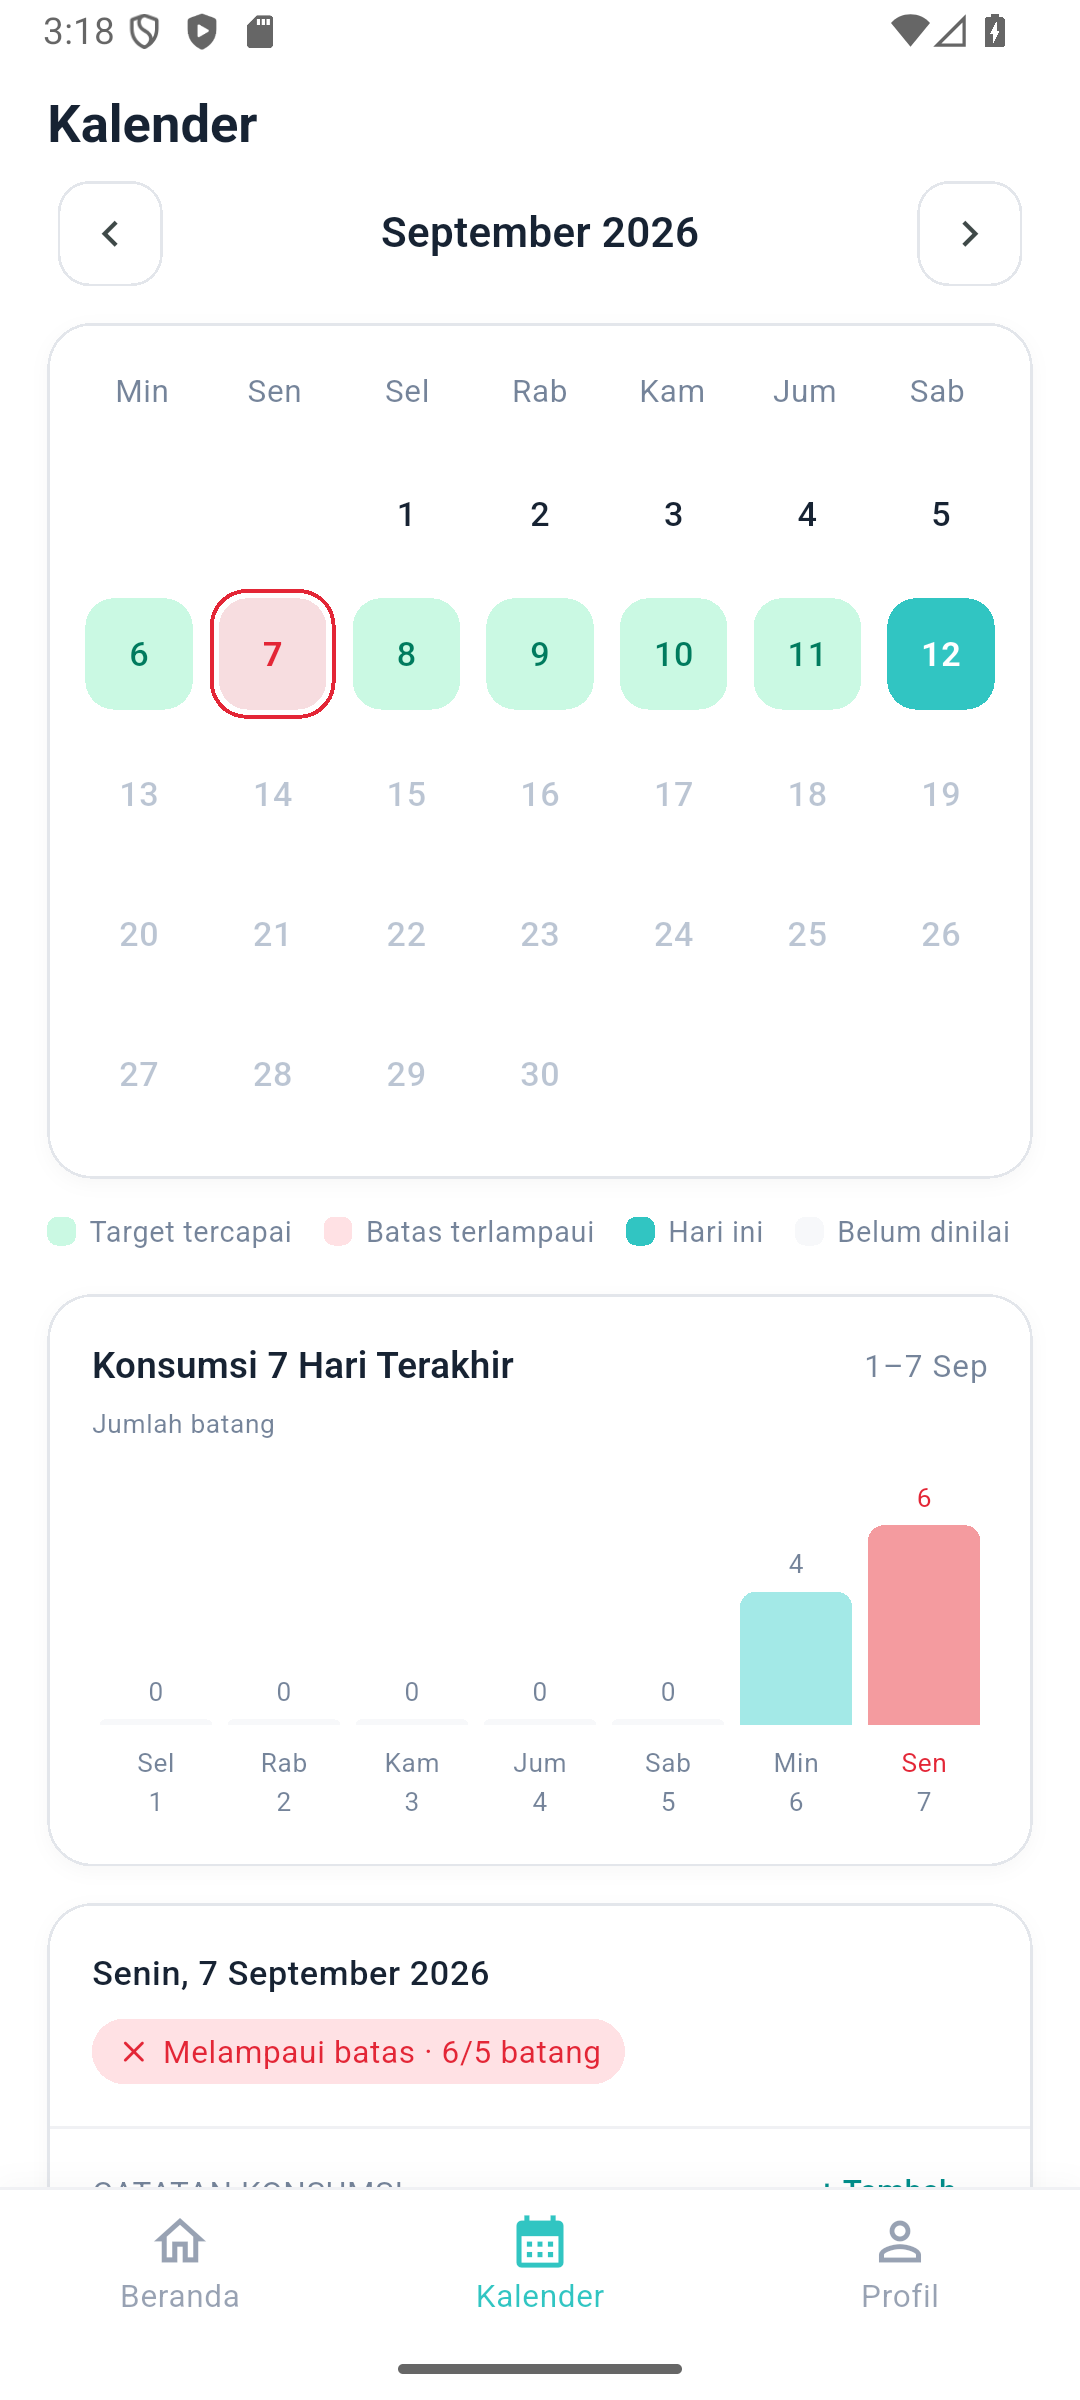 3:18
Kalender
September 2026
Min Sen Sel Rab Kam Jum Sab
1 2 3 4 5
6 7 8 9 10 11 12
13 14 15 16 17 18 19
20 21 22 23 24 25 26
27 28 29 30
Target tercapai Batas terlampaui Hari ini Belum dinilai
Konsumsi 7 Hari Terakhir 1–7 Sep
Jumlah batang
0 0 0 0 0 4 6
Sel Rab Kam Jum Sab Min Sen
1 2 3 4 5 6 7
Senin, 7 September 2026
Melampaui batas · 6/5 batang
CATATAN KONSUMSI + Tambah
Beranda Kalender Profil